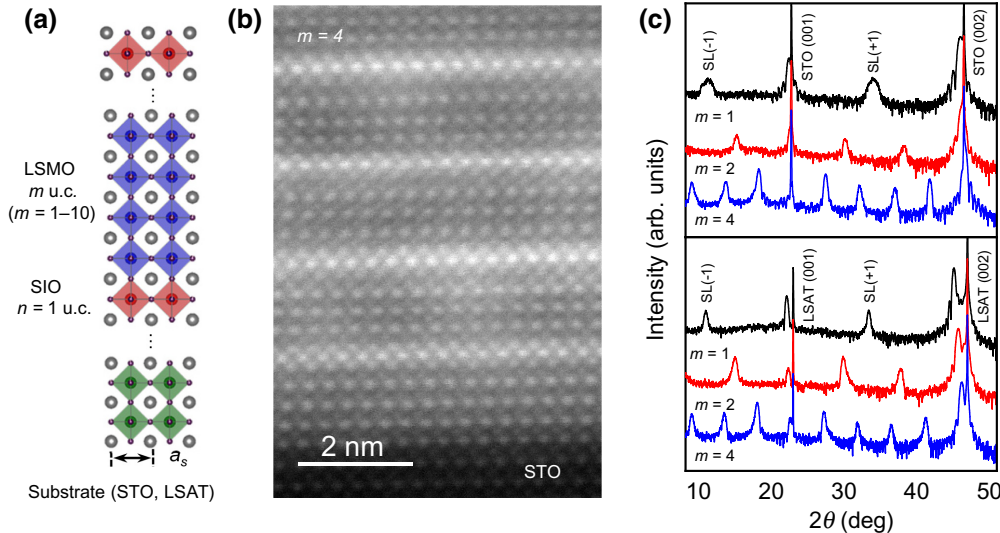 (a)
LSMO
m u.c.
(m = 1–10)
SIO
n = 1 u.c.
⋮
⋮
a_s
Substrate (STO, LSAT)
(b)
m = 4
2 nm
STO
(c)
Intensity (arb. units)
SL(-1)
STO (001)
SL(+1)
STO (002)
m = 1
m = 2
m = 4
SL(-1)
LSAT (001)
SL(+1)
LSAT (002)
m = 1
m = 2
m = 4
10 20 30 40 50
2θ (deg)